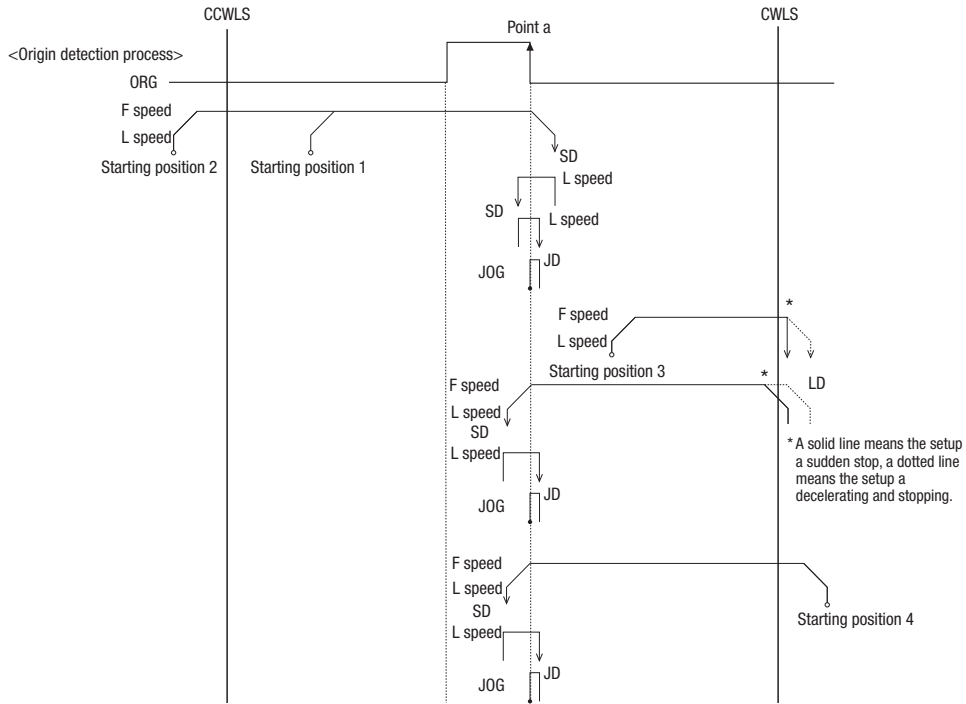 CCWLS
CWLS
Point a
<Origin detection process>
ORG
F speed
L speed
Starting position 2
Starting position 1
SD
L speed
SD
L speed
JD
JOG
F speed
*
L speed
Starting position 3
*
LD
F speed
L speed
SD
L speed
* A solid line means the setup
a sudden stop, a dotted line
means the setup a
decelerating and stopping.
JD
JOG
F speed
L speed
SD
Starting position 4
L speed
JD
JOG